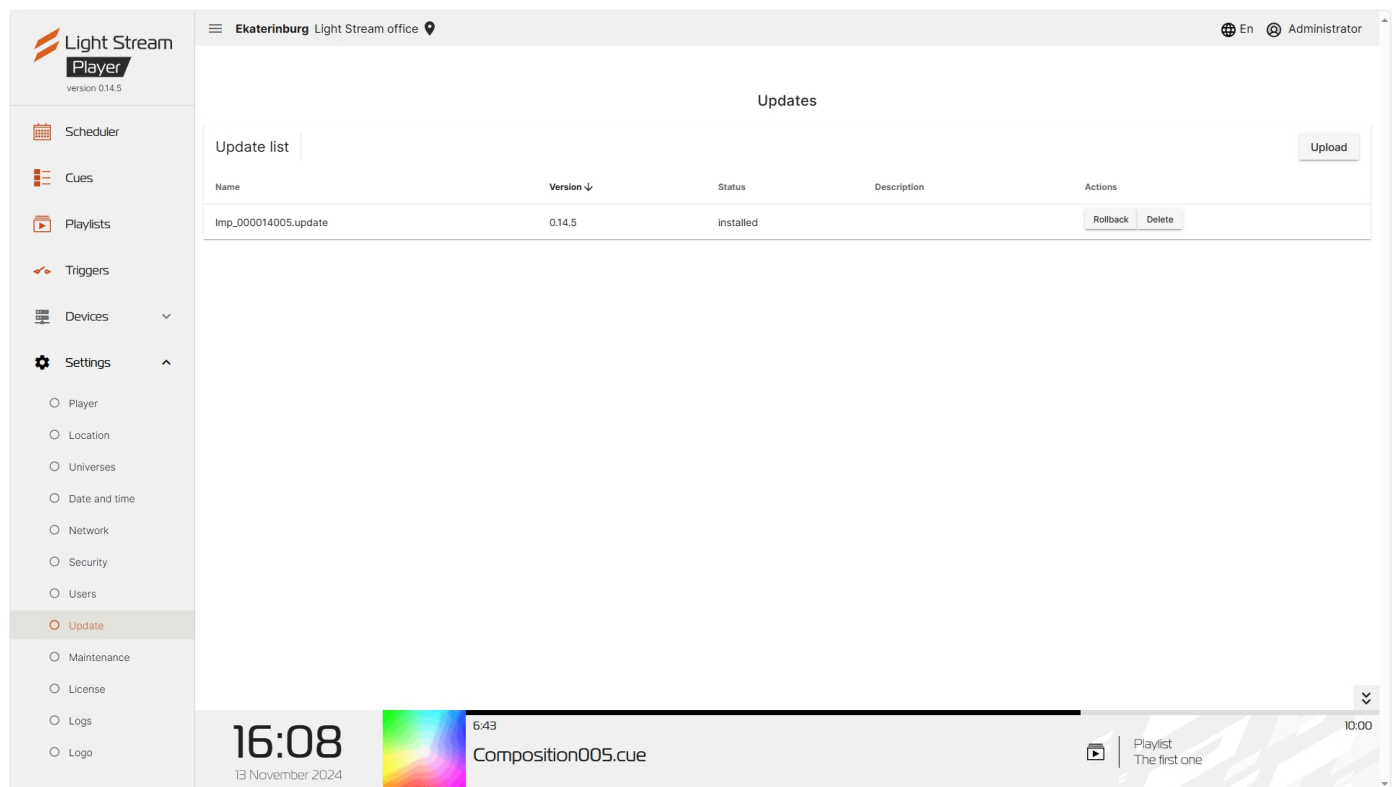 Light Stream
Player
version 0.14.5
Ekaterinburg Light Stream office
En Administrator
Scheduler
Cues
Playlists
Triggers
Devices
Settings
Player
Location
Universes
Date and time
Network
Security
Users
Update
Maintenance
License
Logs
Logo
Updates
Update list
Upload
Name Version Status Description Actions
lmp_000014005.update 0.14.5 installed Rollback Delete
16:08
13 November 2024
6:43 10:00
Composition005.cue
Playlist
The first one